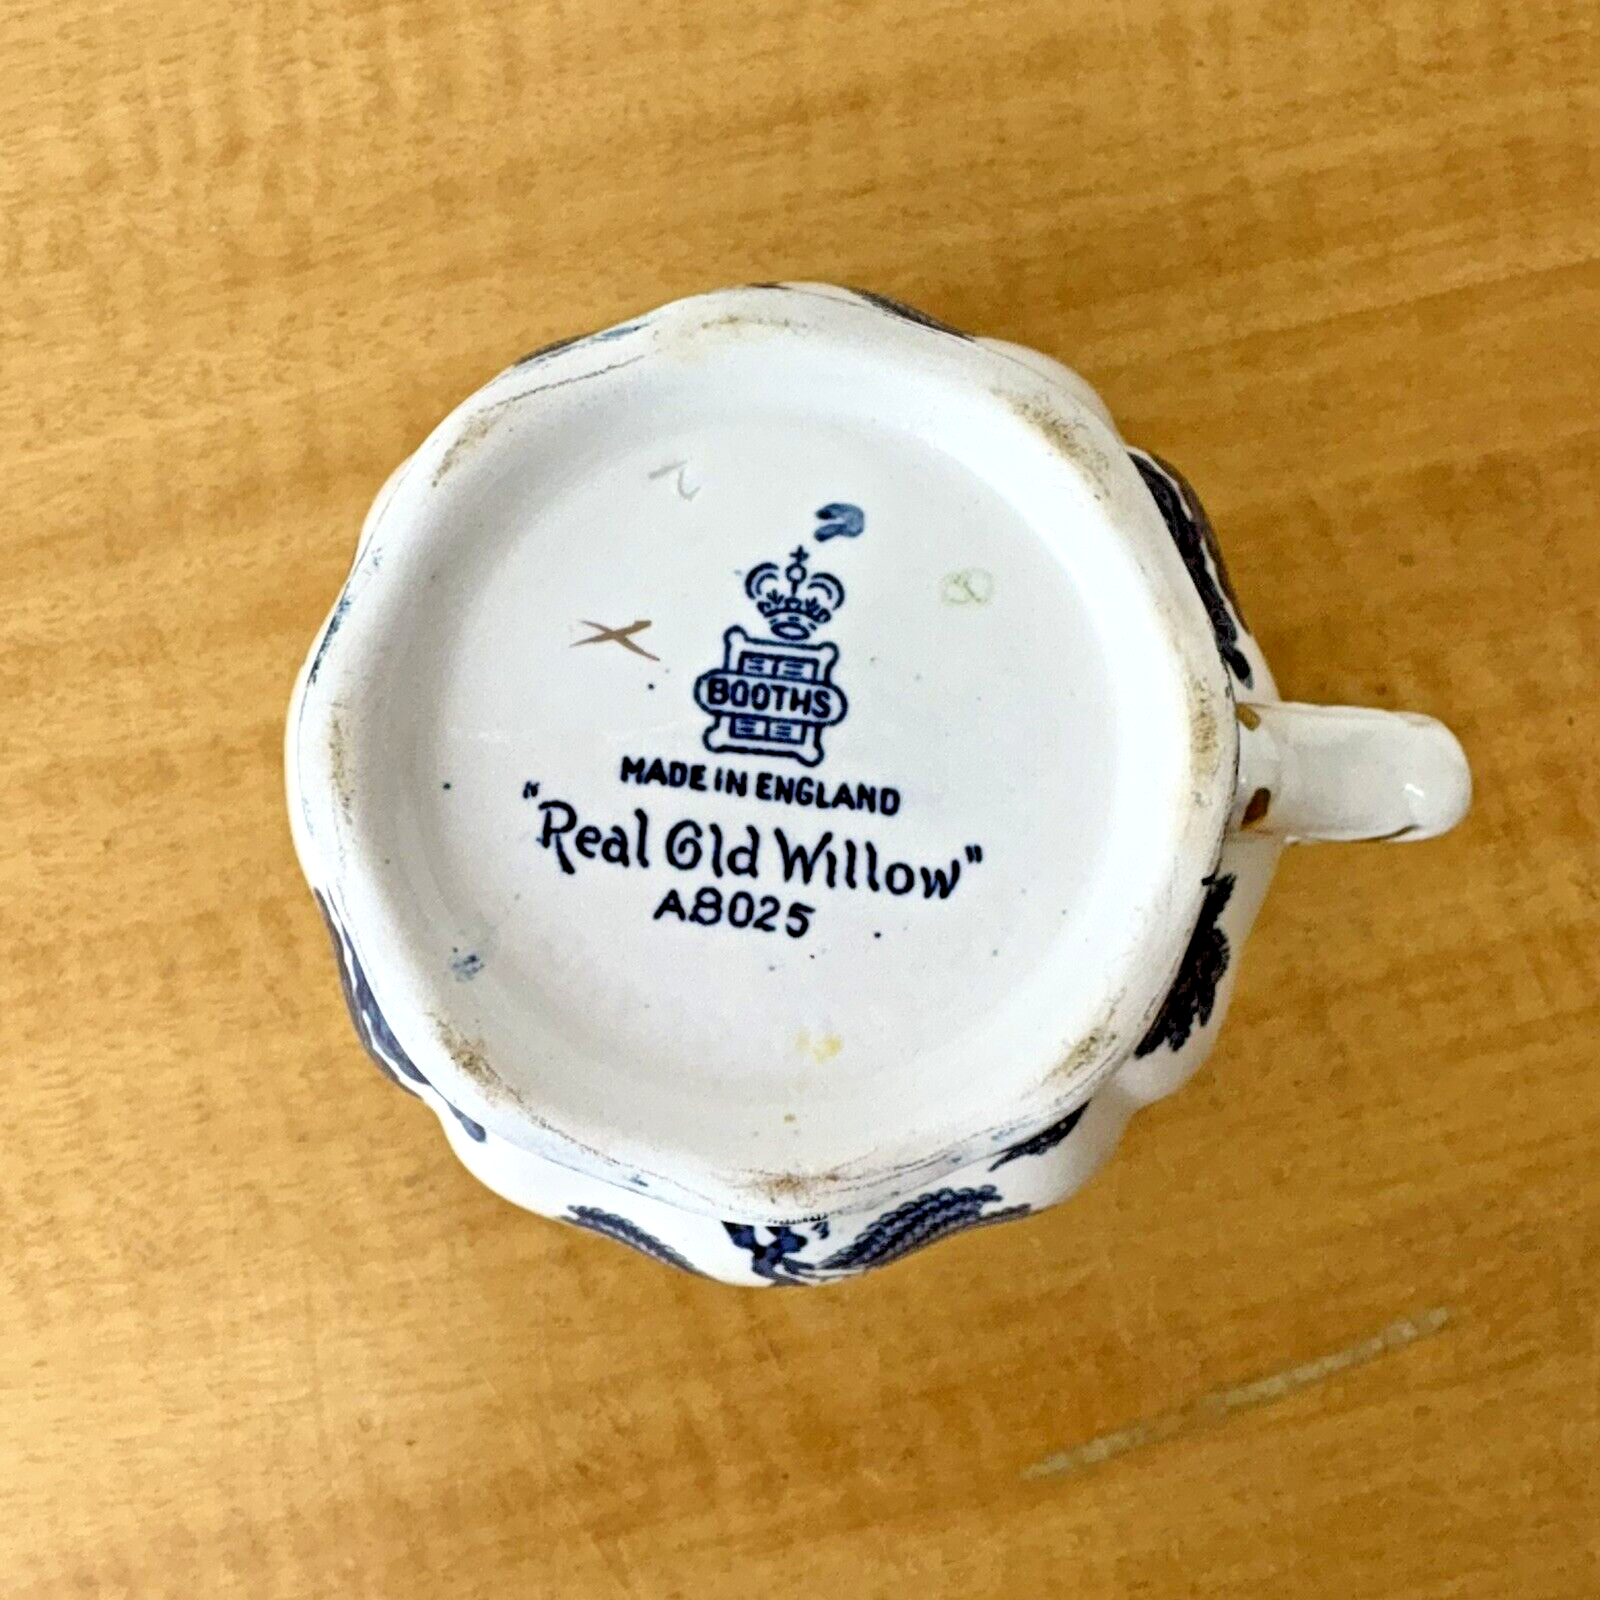 BOOTHS
MADE IN ENGLAND
"Real Old Willow"
A8025